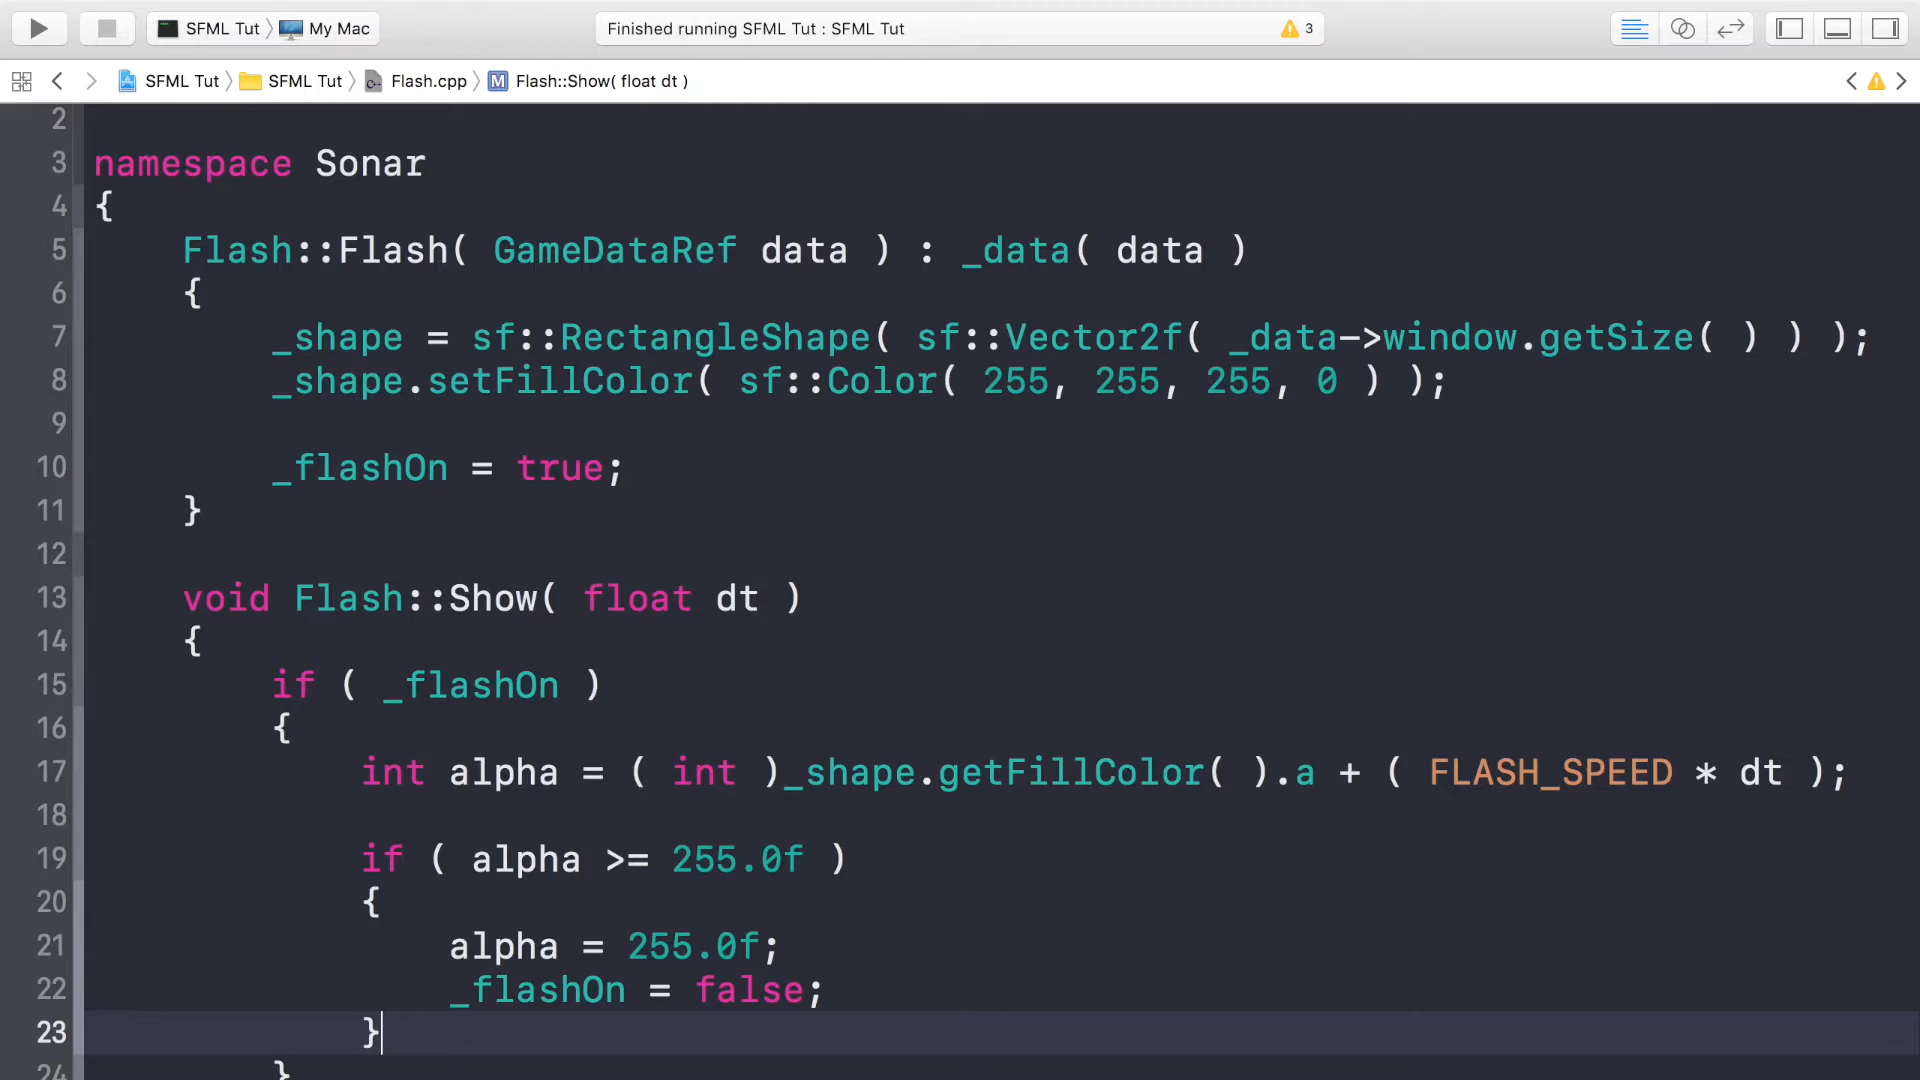 SFML Tut 〉 My Mac
Finished running SFML Tut : SFML Tut
3
SFML Tut 〉 SFML Tut 〉 Flash.cpp 〉 M Flash::Show( float dt )
2
3 namespace Sonar
4 {
5 Flash::Flash( GameDataRef data ) : _data( data )
6 {
7 _shape = sf::RectangleShape( sf::Vector2f( _data->window.getSize( ) ) );
8 _shape.setFillColor( sf::Color( 255, 255, 255, 0 ) );
9
10 _flashOn = true;
11 }
12
13 void Flash::Show( float dt )
14 {
15 if ( _flashOn )
16 {
17 int alpha = ( int )_shape.getFillColor( ).a + ( FLASH_SPEED * dt );
18
19 if ( alpha >= 255.0f )
20 {
21 alpha = 255.0f;
22 _flashOn = false;
23 }
24 }